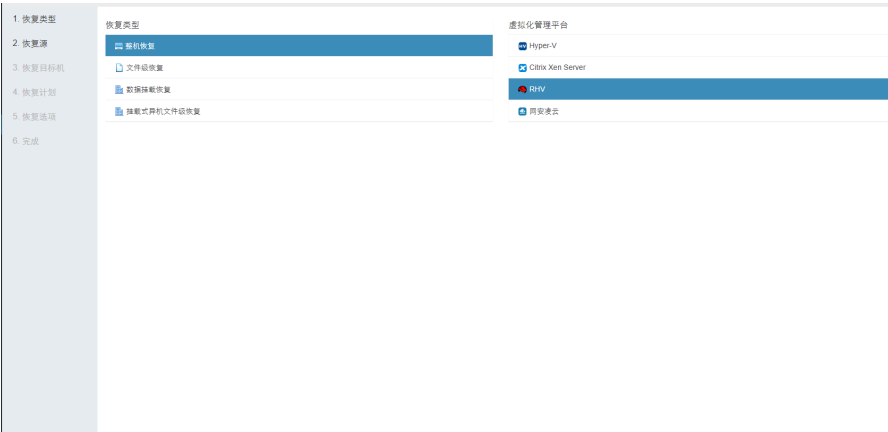 1. 恢复类型
2. 恢复源
3. 恢复目标机
4. 恢复计划
5. 恢复选项
6. 完成
恢复类型
整机恢复
文件级恢复
数据挂载恢复
挂载式异机文件级恢复
虚拟化管理平台
Hyper-V
Citrix Xen Server
RHV
网安凌云